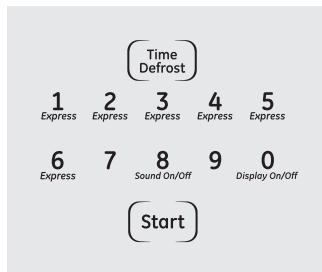 Time
Defrost
1 2 3 4 5
Express Express Express Express Express
6 7 8 9 0
Express Sound On/Off Display On/Off
Start